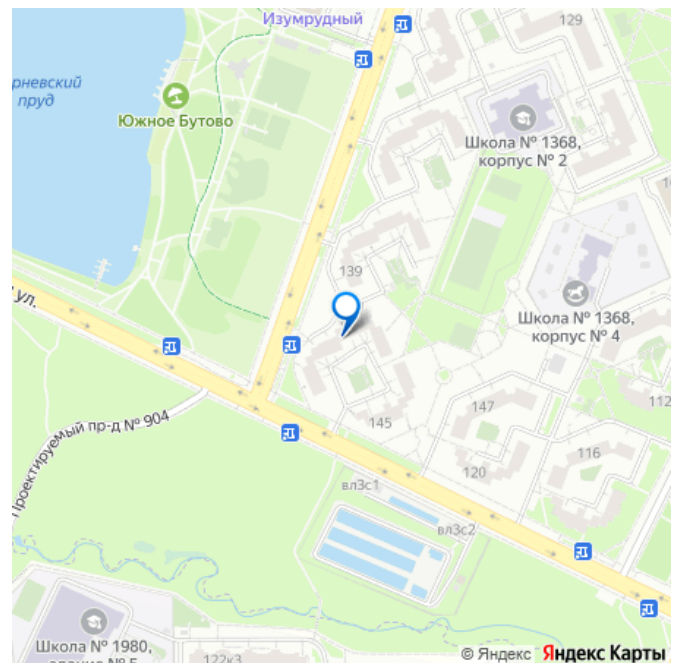 Изумрудный
129
рневский
пруд
Южное Бутово
Школа № 1368,
корпус № 2
139
Школа № 1368,
корпус № 4
ул.
147
112
145
Проектируемый пр-д № 904
116
120
вл3с1
вл3с2
Школа № 1980,
122к3
© Яндекс Яндекс Карты